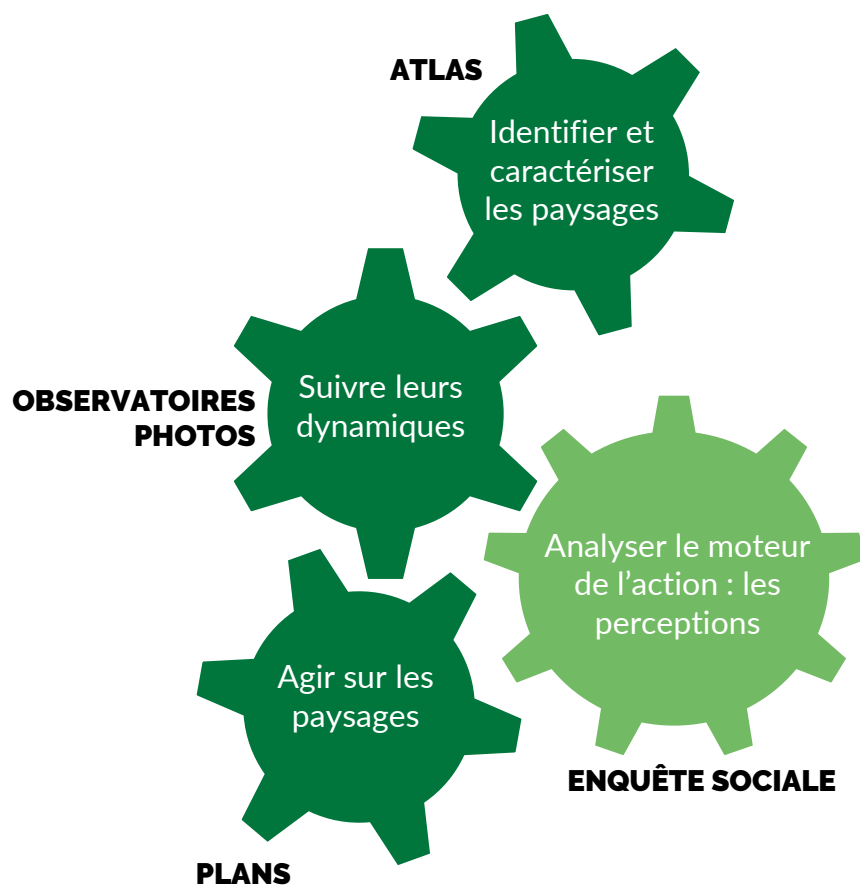 ATLAS
Identifier et
caractériser
les paysages
OBSERVATOIRES
PHOTOS
Suivre leurs
dynamiques
Analyser le moteur
de l’action : les
perceptions
ENQUÊTE SOCIALE
Agir sur les
paysages
PLANS